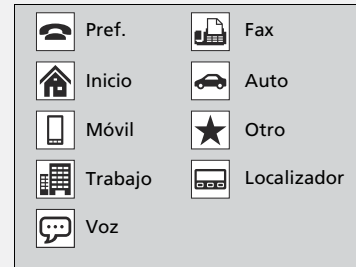 Pref.
Fax
Inicio
Auto
Móvil
Otro
Trabajo
Localizador
Voz